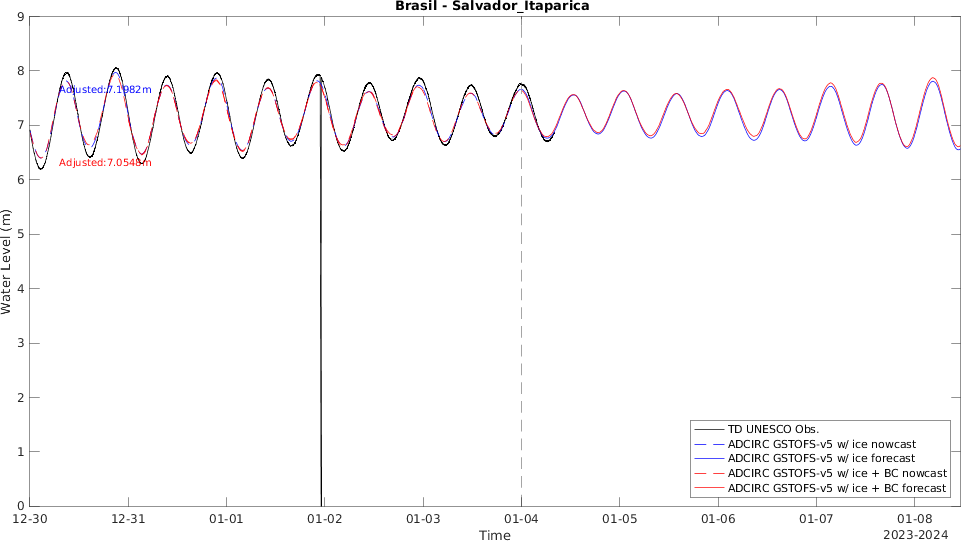 Brasil - Salvador_Itaparica
9
8
7
6
5
4
3
2
1
0
Water Level (m)
Adjusted:7.1982m
Adjusted:7.0548m
TD UNESCO Obs.
ADCIRC GSTOFS-v5 w/ ice nowcast
ADCIRC GSTOFS-v5 w/ ice forecast
ADCIRC GSTOFS-v5 w/ ice + BC nowcast
ADCIRC GSTOFS-v5 w/ ice + BC forecast
12-30 12-31 01-01 01-02 01-03 01-04 01-05 01-06 01-07 01-08
Time
2023-2024